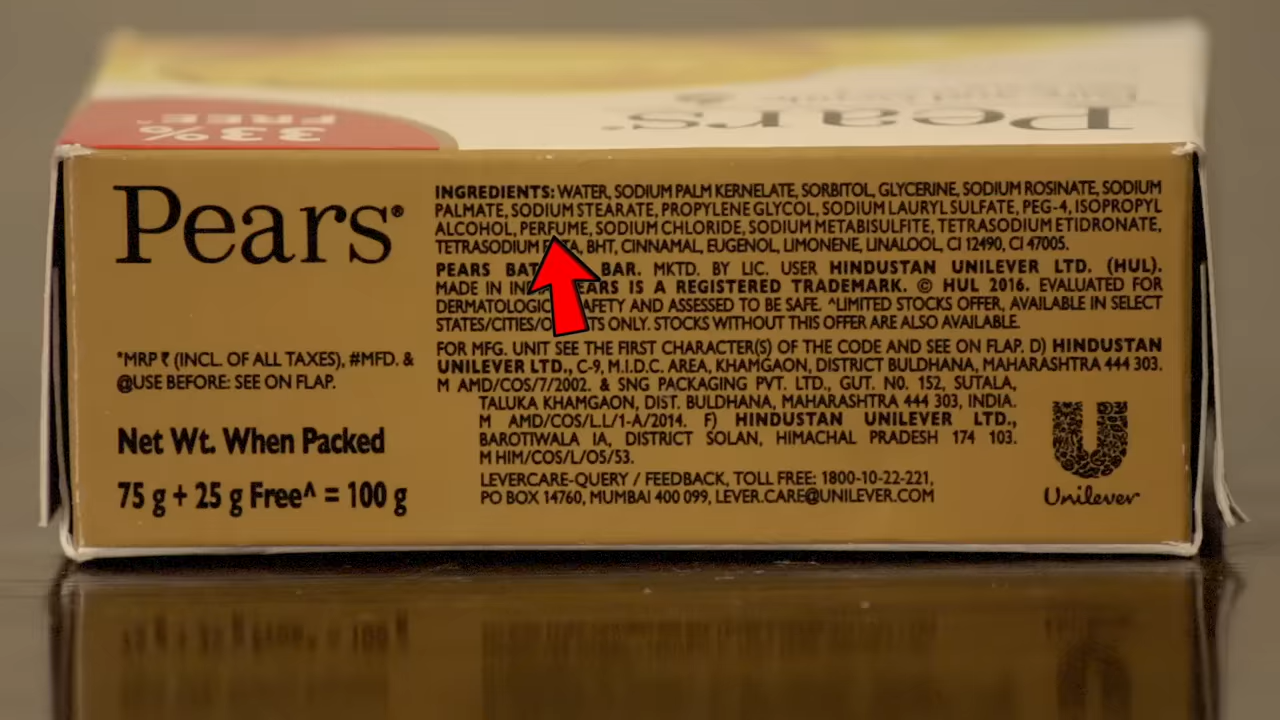 33%
FREE^
Pears
Pears®
INGREDIENTS: WATER, SODIUM PALM KERNELATE, SORBITOL, GLYCERINE, SODIUM ROSINATE, SODIUM
PALMATE, SODIUM STEARATE, PROPYLENE GLYCOL, SODIUM LAURYL SULFATE, PEG-4, ISOPROPYL
ALCOHOL, PERFUME, SODIUM CHLORIDE, SODIUM METABISULFITE, TETRASODIUM ETIDRONATE,
TETRASODIUM BHT, CINNAMAL, EUGENOL, LIMONENE, LINALOOL, CI 12490, CI 47005.
PEARS BAR. MKTD. BY LIC. USER HINDUSTAN UNILEVER LTD. (HUL).
MADE IN IS A REGISTERED TRADEMARK. © HUL 2016. EVALUATED FOR
AND ASSESSED TO BE SAFE. ^LIMITED STOCKS OFFER, AVAILABLE IN SELECT
ONLY. STOCKS WITHOUT THIS OFFER ARE ALSO AVAILABLE.
FOR MFG. UNIT SEE THE FIRST CHARACTER(S) OF THE CODE AND SEE ON FLAP. D) HINDUSTAN
UNILEVER LTD., C-9, M.I.D.C. AREA, KHAMGAON, DISTRICT BULDHANA, MAHARASHTRA 444 303.
M AMD/COS/7/2002. & SNG PACKAGING PVT. LTD., GUT. NO. 152, SUTALA,
TALUKA KHAMGAON, DIST. BULDHANA, MAHARASHTRA 444 303, INDIA.
M AMD/COS/L.L/1-A/2014. F) HINDUSTAN UNILEVER LTD.,
BAROTIWALA IA, DISTRICT SOLAN, HIMACHAL PRADESH 174 103.
M HIM/COS/L/OS/53.
LEVERCARE-QUERY / FEEDBACK, TOLL FREE: 1800-10-22-221,
PO BOX 14760, MUMBAI 400 099, LEVER.CARE@UNILEVER.COM
*MRP ₹ (INCL. OF ALL TAXES), #MFD. &
@USE BEFORE: SEE ON FLAP.
Net Wt. When Packed
75 g + 25 g Free^ = 100 g
Unilever